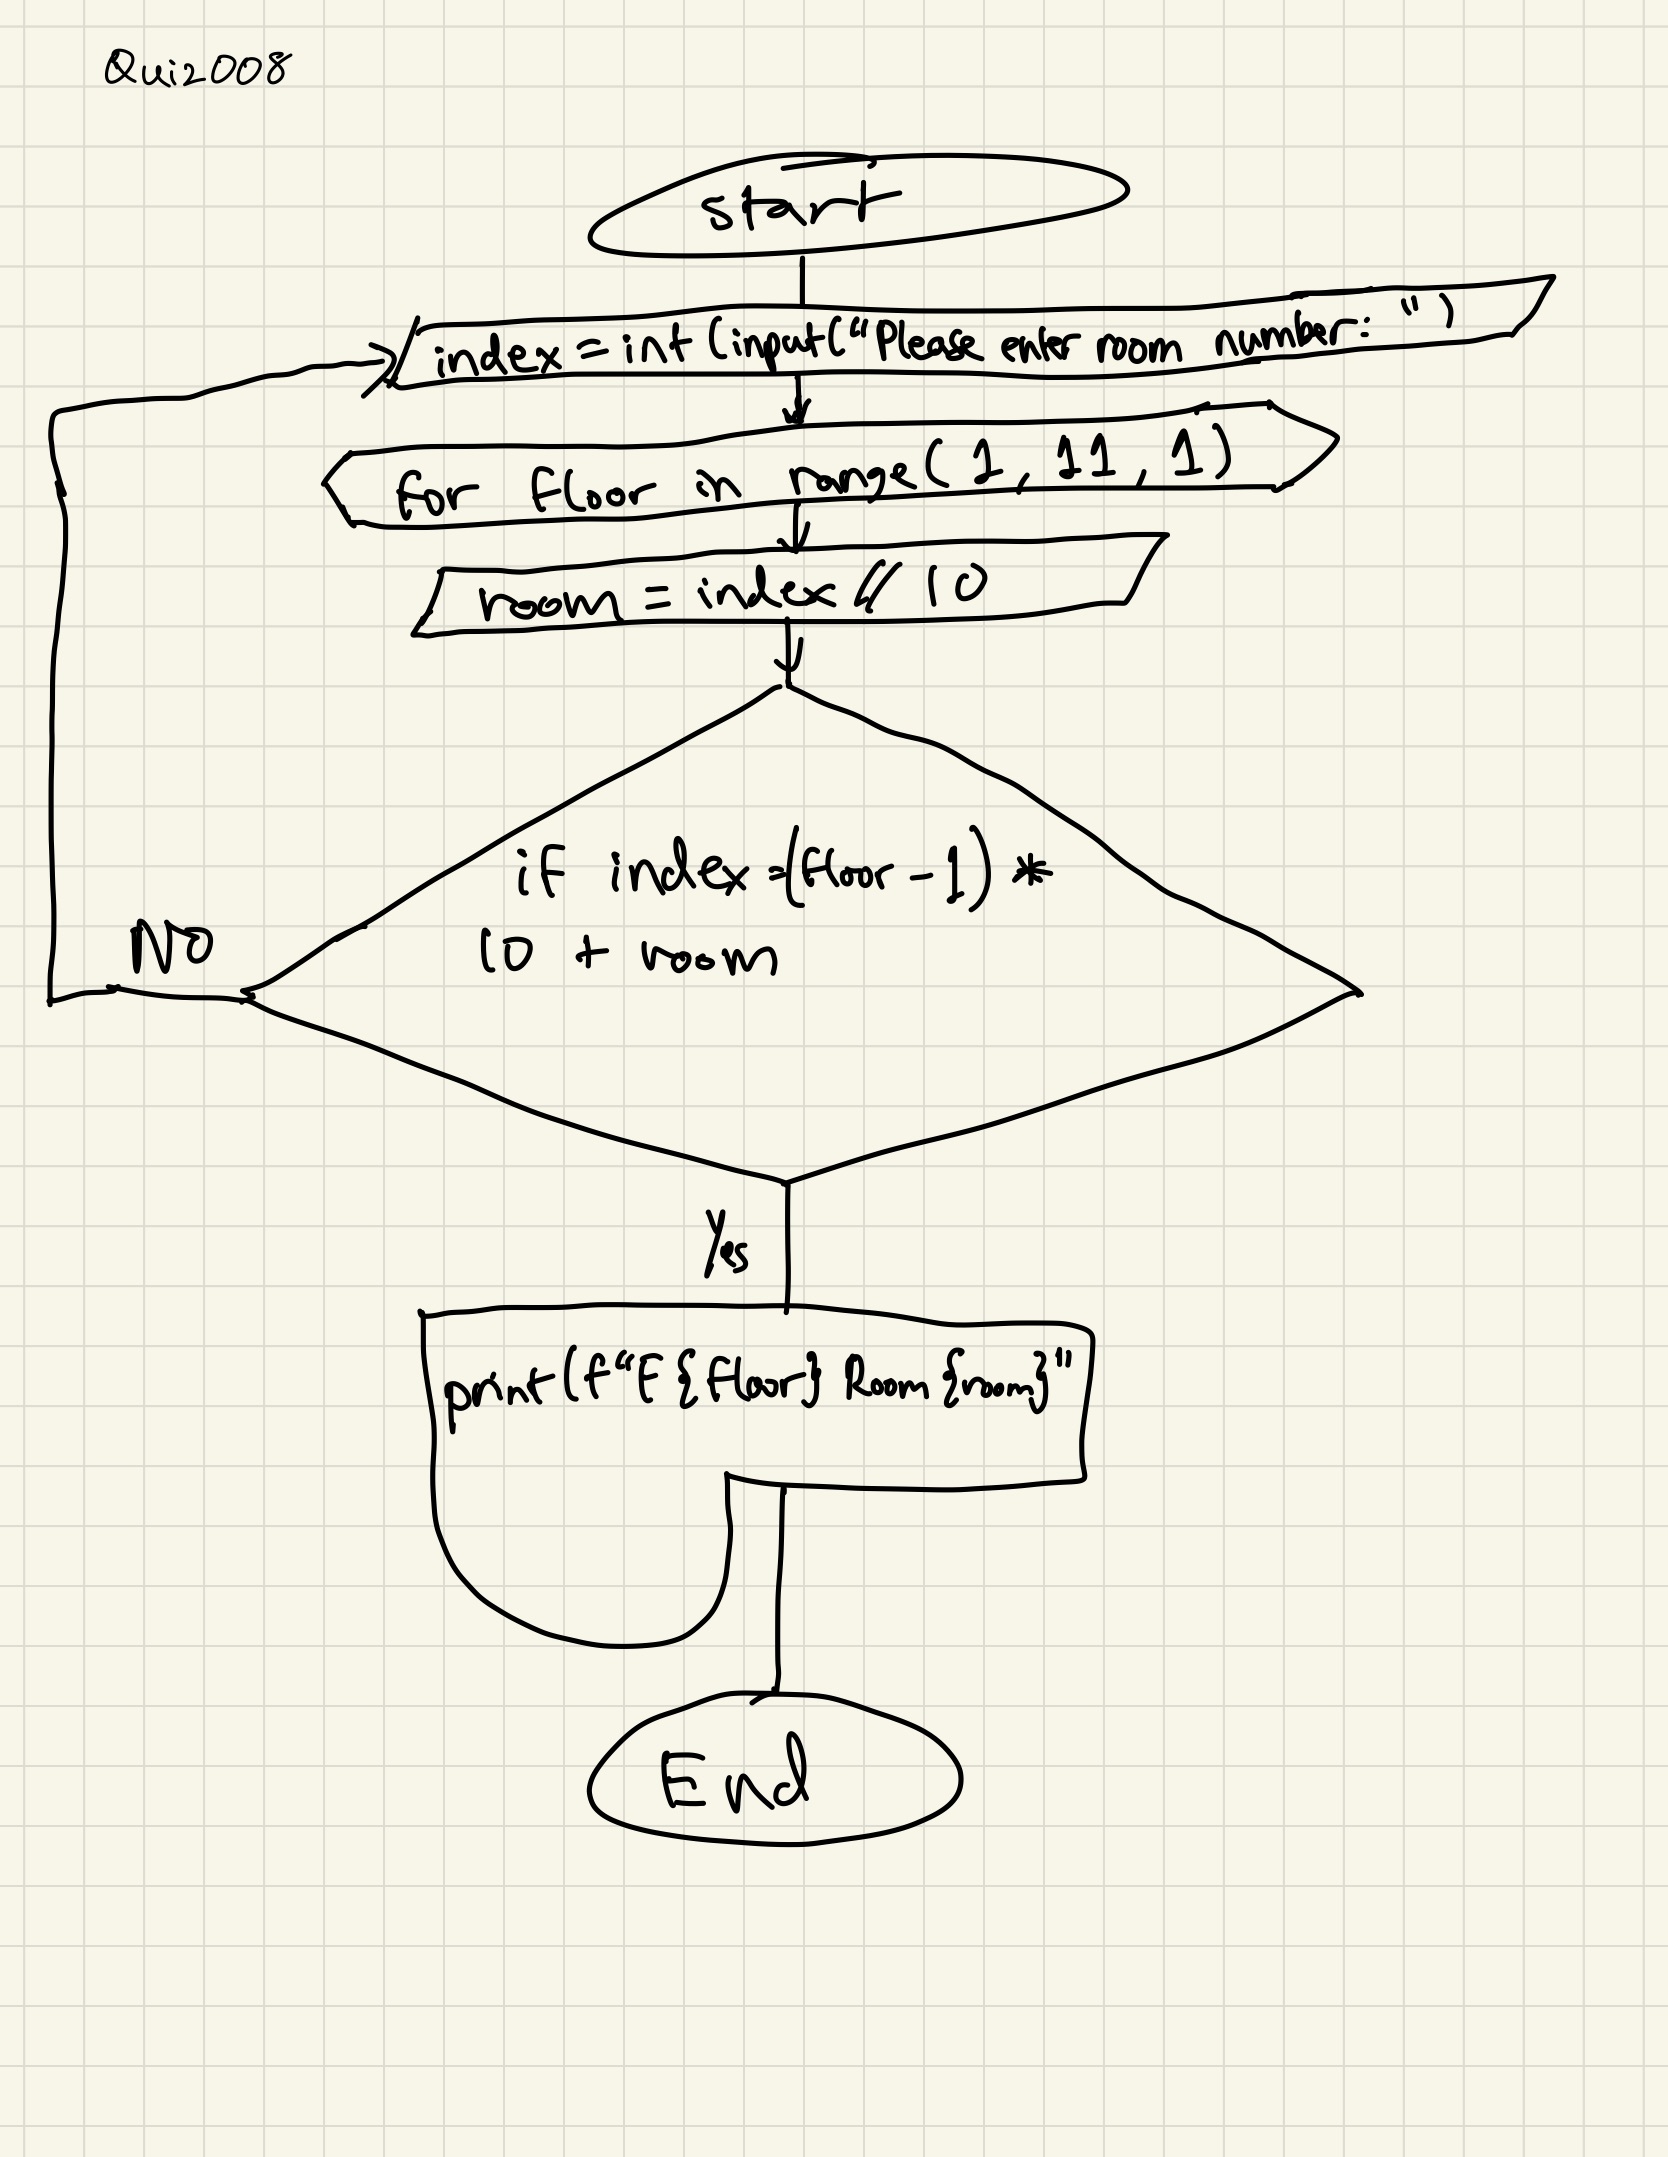 Quiz008
start
index = int (input("Please enter room number: ")
for floor in range(1, 11, 1)
room = index // 10
if index =(floor -1) *
10 + room
NO
Yes
print(f"F{floor} Room{room}"
End